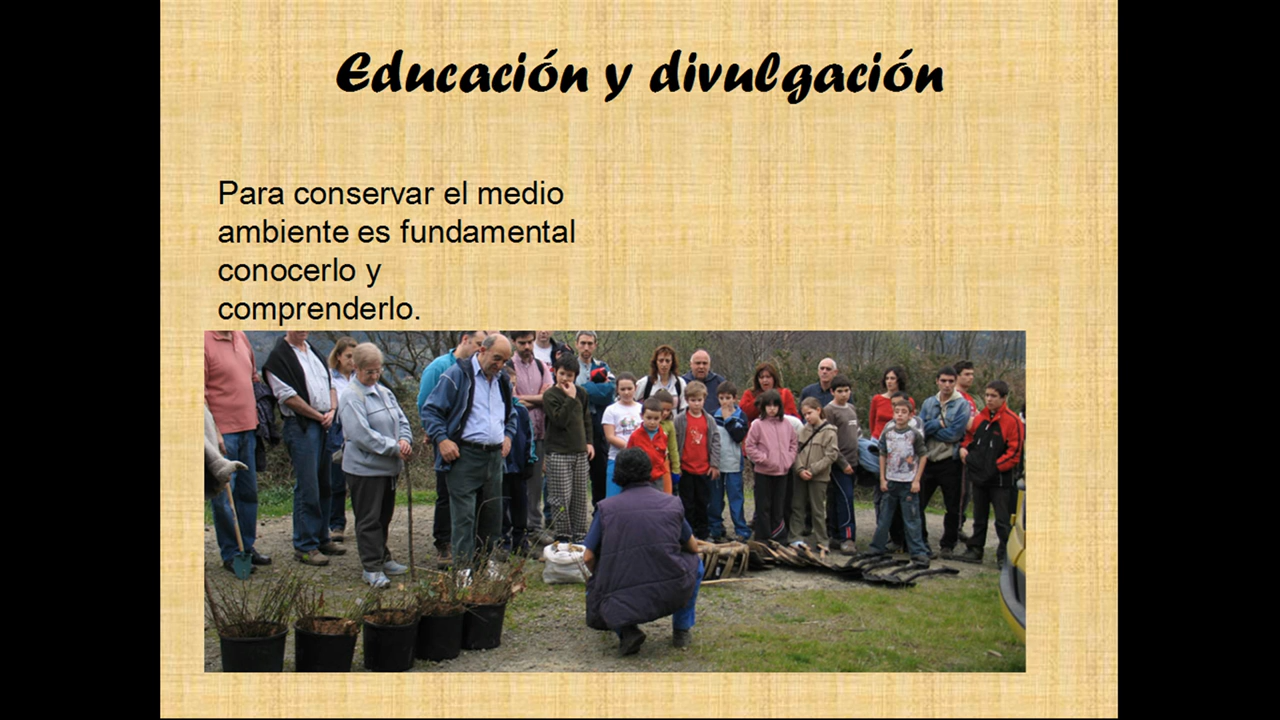 Educación y divulgación
Para conservar el medio
ambiente es fundamental
conocerlo y
comprenderlo.